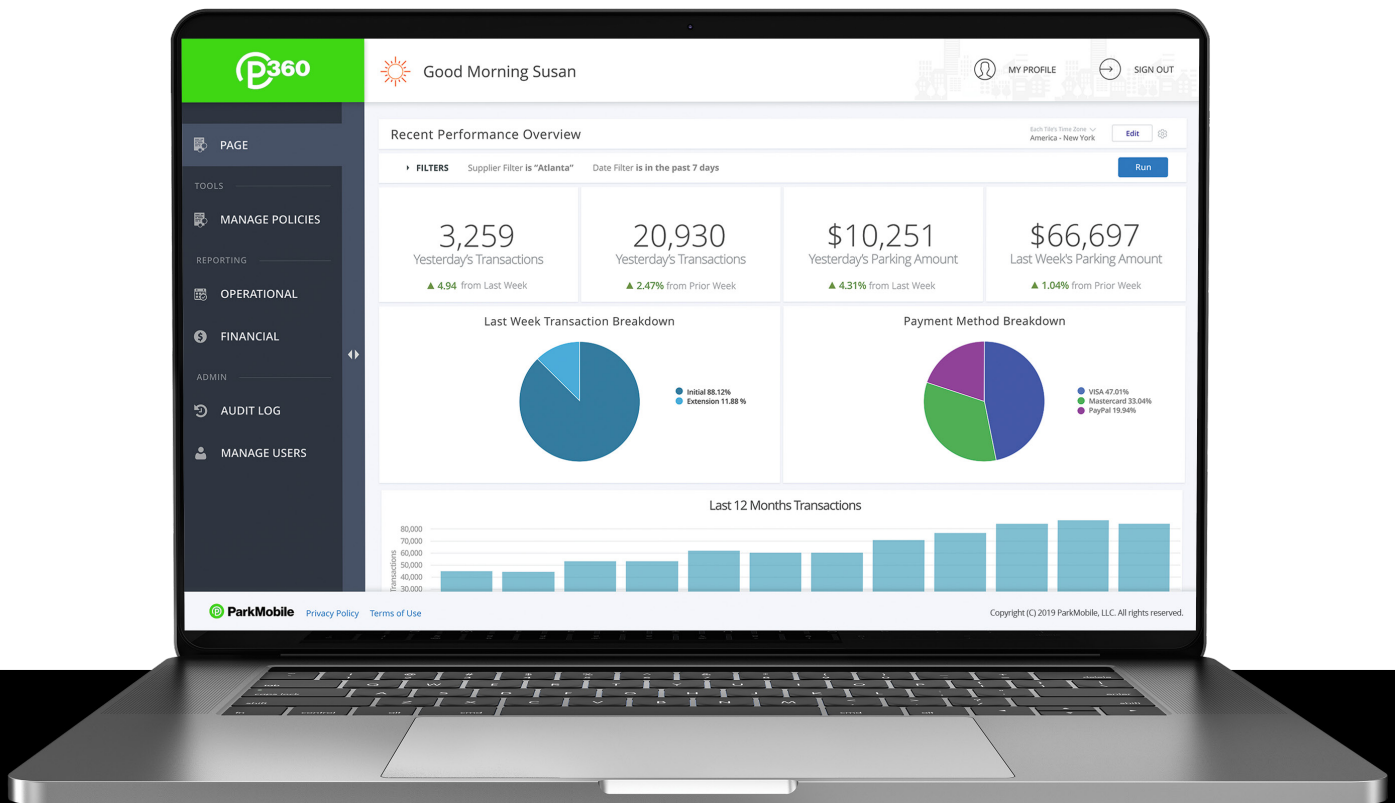 P360
Good Morning Susan
MY PROFILE
SIGN OUT
PAGE
TOOLS
MANAGE POLICIES
REPORTING
OPERATIONAL
FINANCIAL
ADMIN
AUDIT LOG
MANAGE USERS
Recent Performance Overview
Each Tile's Time Zone
America - New York
Edit
FILTERS Supplier Filter is "Atlanta" Date Filter is in the past 7 days
Run
3,259
Yesterday's Transactions
▲ 4.94 from Last Week
20,930
Yesterday's Transactions
▲ 2.47% from Prior Week
$10,251
Yesterday's Parking Amount
▲ 4.31% from Last Week
$66,697
Last Week's Parking Amount
▲ 1.04% from Prior Week
Last Week Transaction Breakdown
Initial 88.12%
Extension 11.88 %
Payment Method Breakdown
VISA 47.01%
Mastercard 33.04%
PayPal 19.94%
Last 12 Months Transactions
Transactions
80,000
70,000
60,000
50,000
40,000
30,000
ParkMobile Privacy Policy Terms of Use
Copyright (C) 2019 ParkMobile, LLC. All rights reserved.